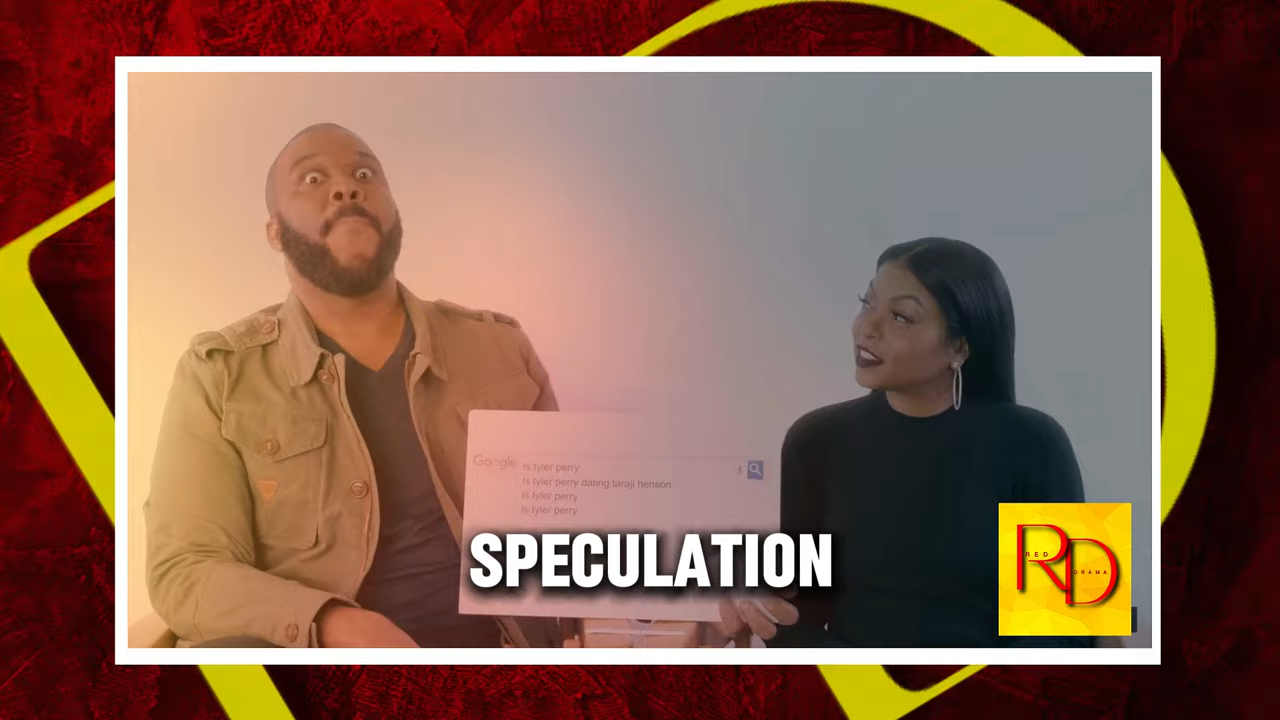 Google is tyler perry
is tyler perry dating taraji henson
is tyler perry
is tyler perry
SPECULATION
RED
RD
DRAMA